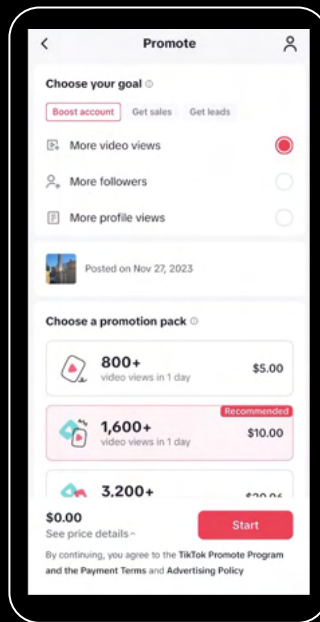 Promote
Choose your goal
Boost account Get sales Get leads
More video views
More followers
More profile views
Posted on Nov 27, 2023
Choose a promotion pack
800+
video views in 1 day
$5.00
Recommended
1,600+
video views in 1 day
$10.00
3,200+
$0.00
See price details
Start
By continuing, you agree to the TikTok Promote Program
and the Payment Terms and Advertising Policy